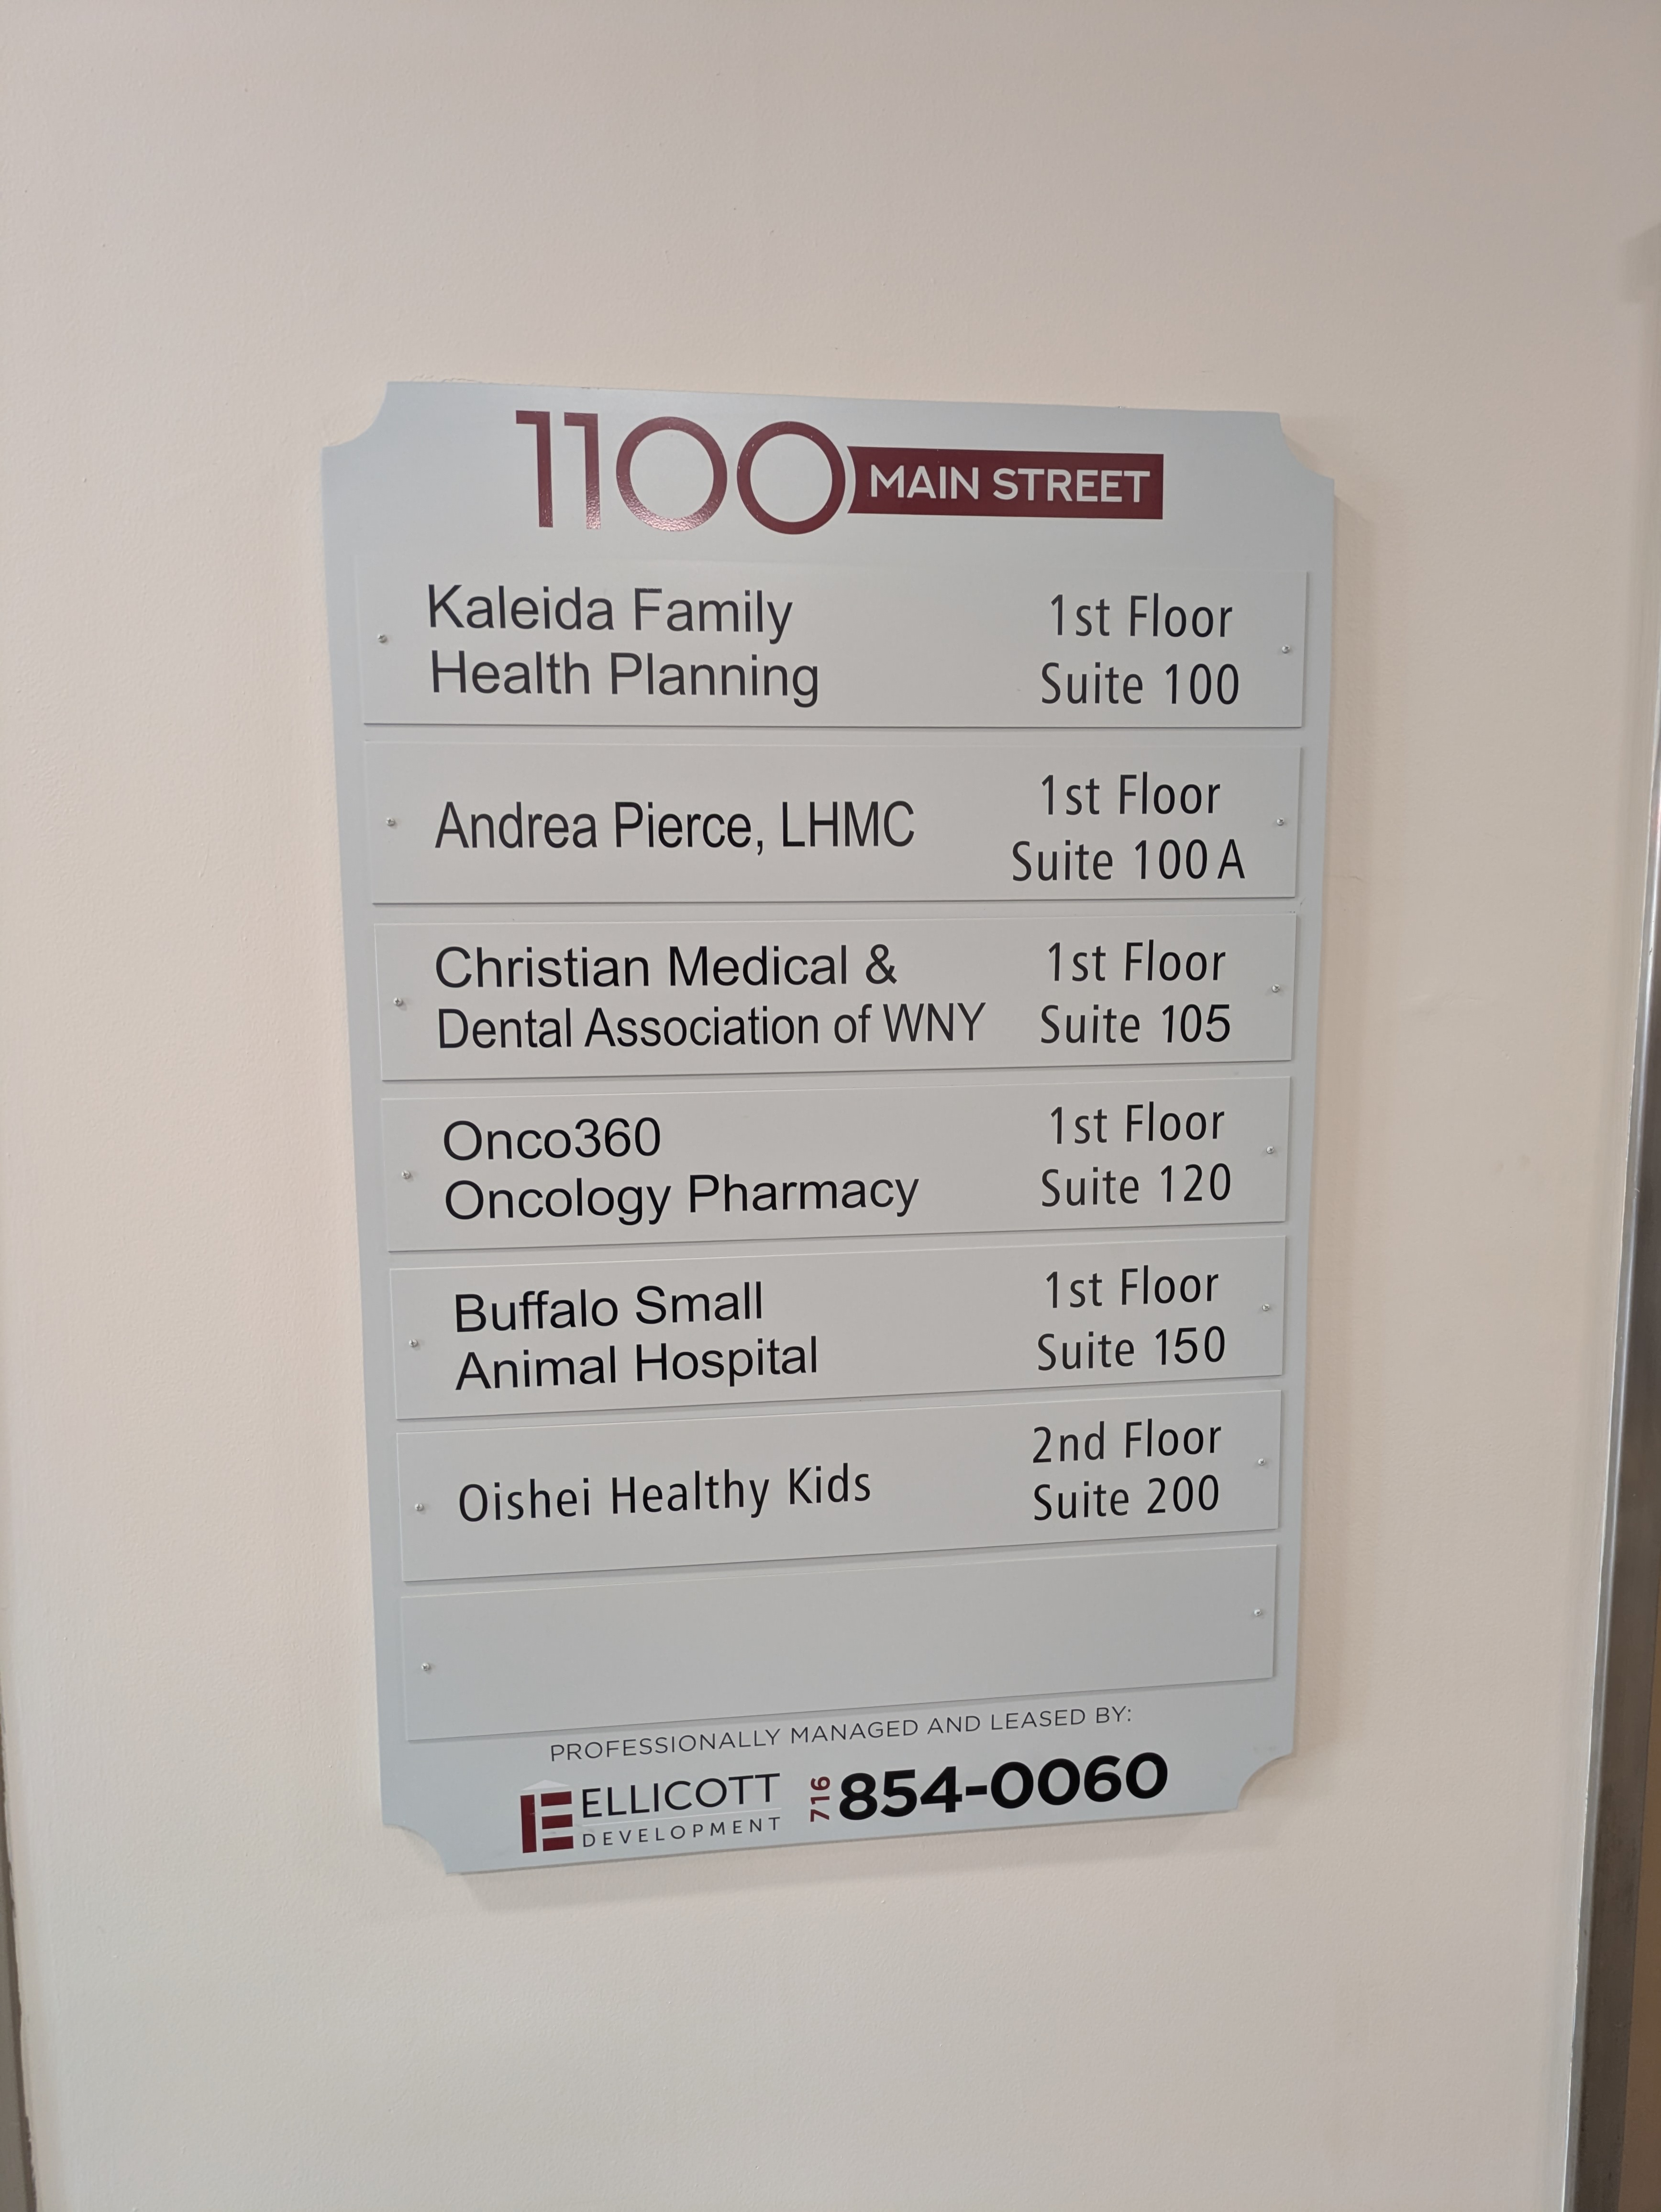 1100 MAIN STREET
Kaleida Family 1st Floor
Health Planning Suite 100
Andrea Pierce, LHMC 1st Floor
Suite 100 A
Christian Medical & 1st Floor
Dental Association of WNY Suite 105
Onco360 1st Floor
Oncology Pharmacy Suite 120
Buffalo Small 1st Floor
Animal Hospital Suite 150
Oishei Healthy Kids 2nd Floor
Suite 200
PROFESSIONALLY MANAGED AND LEASED BY:
ELLICOTT 716 854-0060
DEVELOPMENT